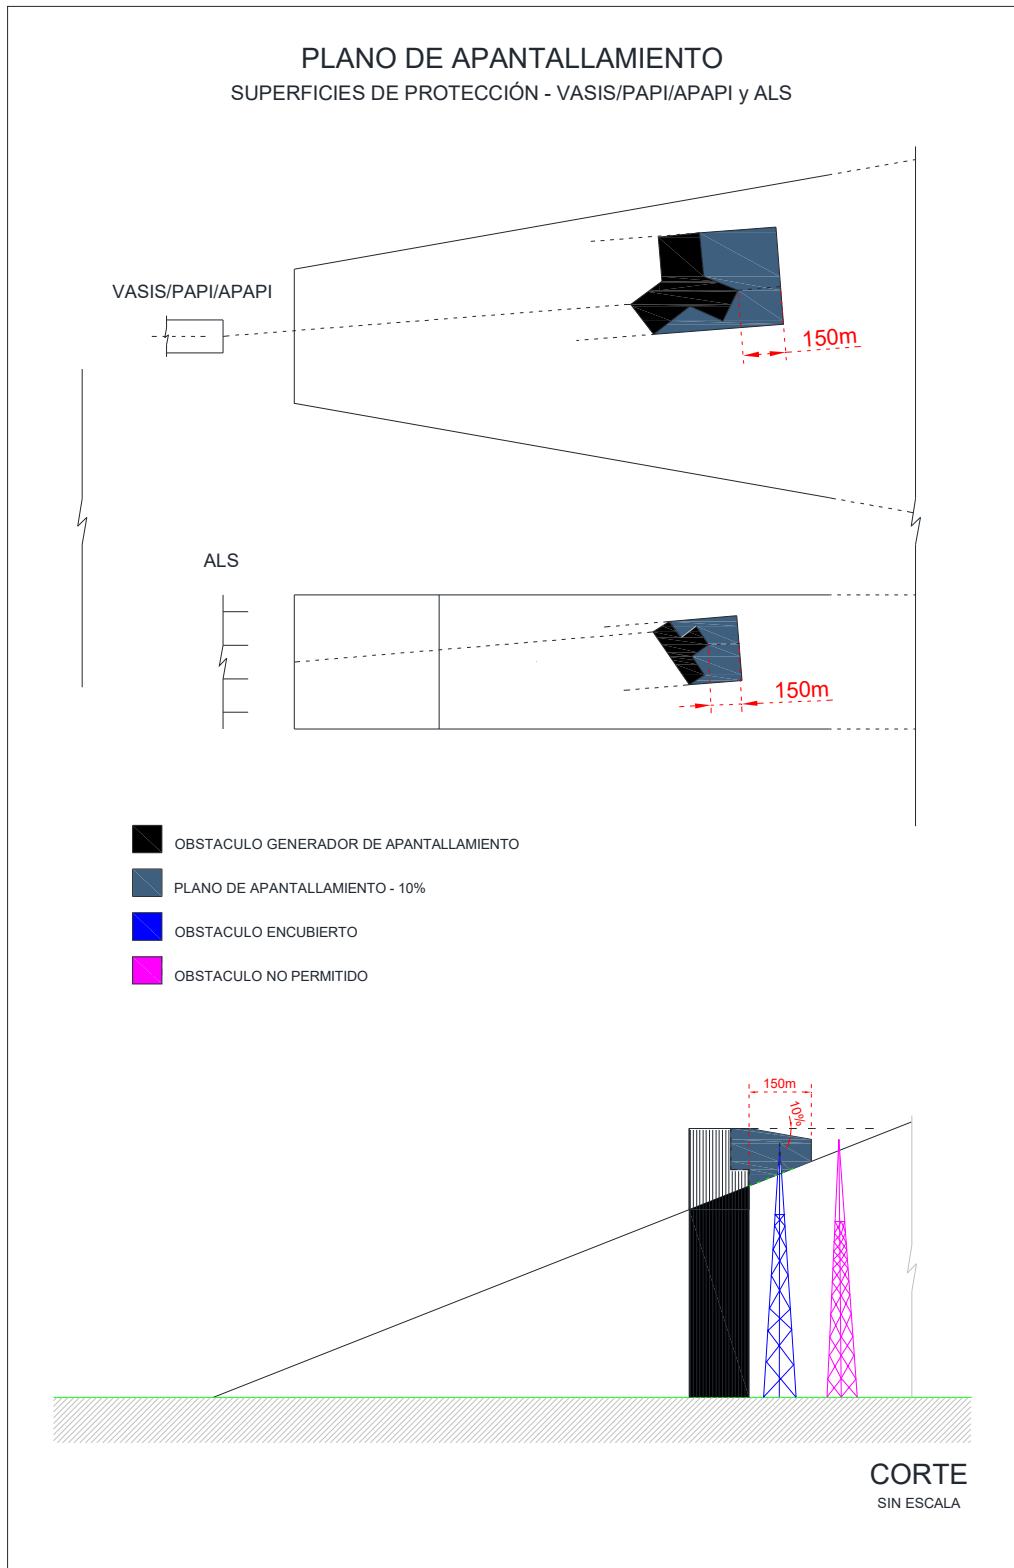 PLANO DE APANTALLAMIENTO
SUPERFICIES DE PROTECCIÓN - VASIS/PAPI/APAPI y ALS
VASIS/PAPI/APAPI
150m
ALS
150m
OBSTACULO GENERADOR DE APANTALLAMIENTO
PLANO DE APANTALLAMIENTO - 10%
OBSTACULO ENCUBIERTO
OBSTACULO NO PERMITIDO
150m
10%
CORTE
SIN ESCALA